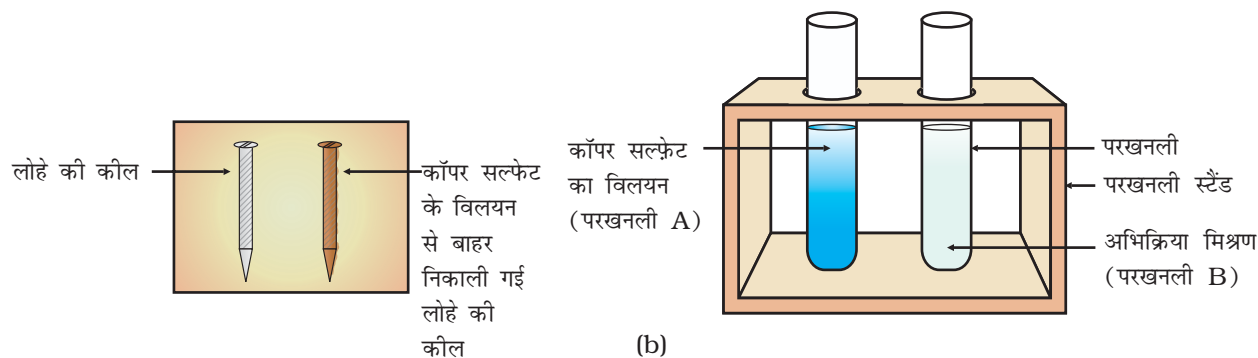 लोहे की कील
कॉपर सल्फेट
के विलयन
से बाहर
निकाली गई
लोहे की
कील
कॉपर सल्फ़ेट
का विलयन
(परखनली A)
परखनली
परखनली स्टैंड
अभिक्रिया मिश्रण
(परखनली B)
(b)